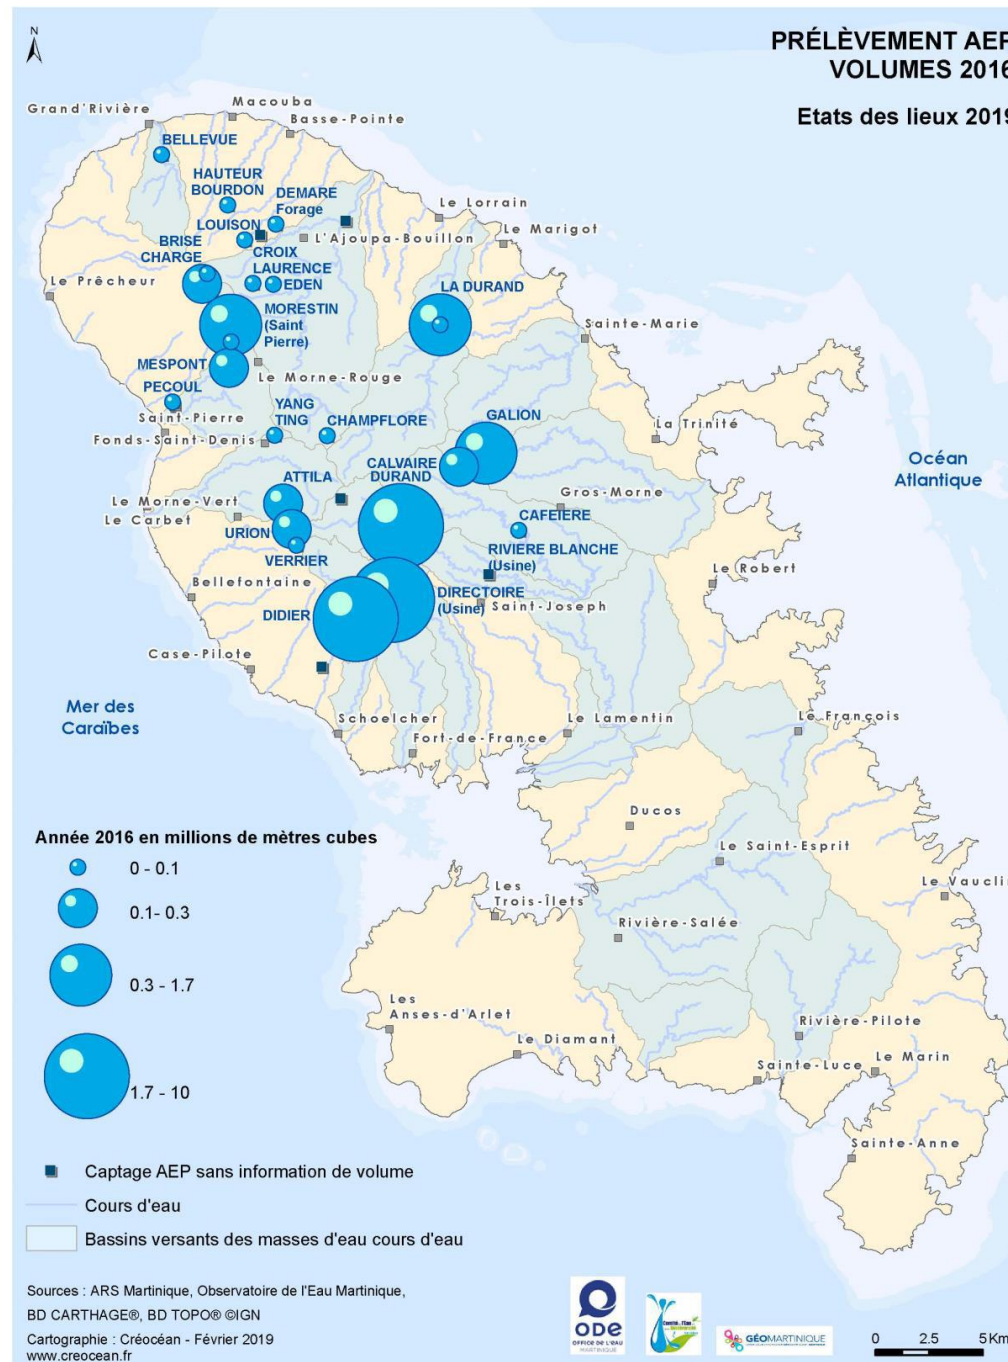 N
PRÉLÈVEMENT AEP
VOLUMES 2016
Etats des lieux 2019
Grand'Rivière
Macouba
Basse-Pointe
BELLEVUE
HAUTEUR
BOURDON
DEMARE
Forage
Le Lorrain
LOUISON
L'Ajoupa-Bouillon
Le Marigot
BRISE
CHARGE
CROIX
LAURENCE
EDEN
LA DURAND
Le Prêcheur
MORESTIN
(Saint
Pierre)
Sainte-Marie
MESPONT
Le Morne-Rouge
PECOUL
Saint-Pierre
YANG
TING
CHAMPFLORE
GALION
La Trinité
Fonds-Saint-Denis
Océan
Atlantique
ATTILA
CALVAIRE
DURAND
Gros-Morne
Le Morne-Vert
Le Carbet
CAFEIERE
URION
VERRIER
RIVIERE BLANCHE
(Usine)
Le Robert
Bellefontaine
DIRECTOIRE
(Usine)
Saint-Joseph
DIDIER
Case-Pilote
Mer des
Caraïbes
Schoelcher
Fort-de-France
Le Lamentin
Le François
Ducos
Année 2016 en millions de mètres cubes
0 - 0.1
0.1- 0.3
0.3 - 1.7
1.7 - 10
Le Saint-Esprit
Le Vauclin
Les
Trois-Îlets
Rivière-Salée
Les
Anses-d'Arlet
Le Diamant
Rivière-Pilote
Sainte-Luce
Le Marin
Sainte-Anne
Captage AEP sans information de volume
Cours d'eau
Bassins versants des masses d'eau cours d'eau
Sources : ARS Martinique, Observatoire de l'Eau Martinique,
BD CARTHAGE®, BD TOPO® ©IGN
Cartographie : Créocéan - Février 2019
www.creocean.fr
ODE
OFFICE DE L'EAU
MARTINIQUE
GÉOMARTINIQUE
0 2.5 5 Km